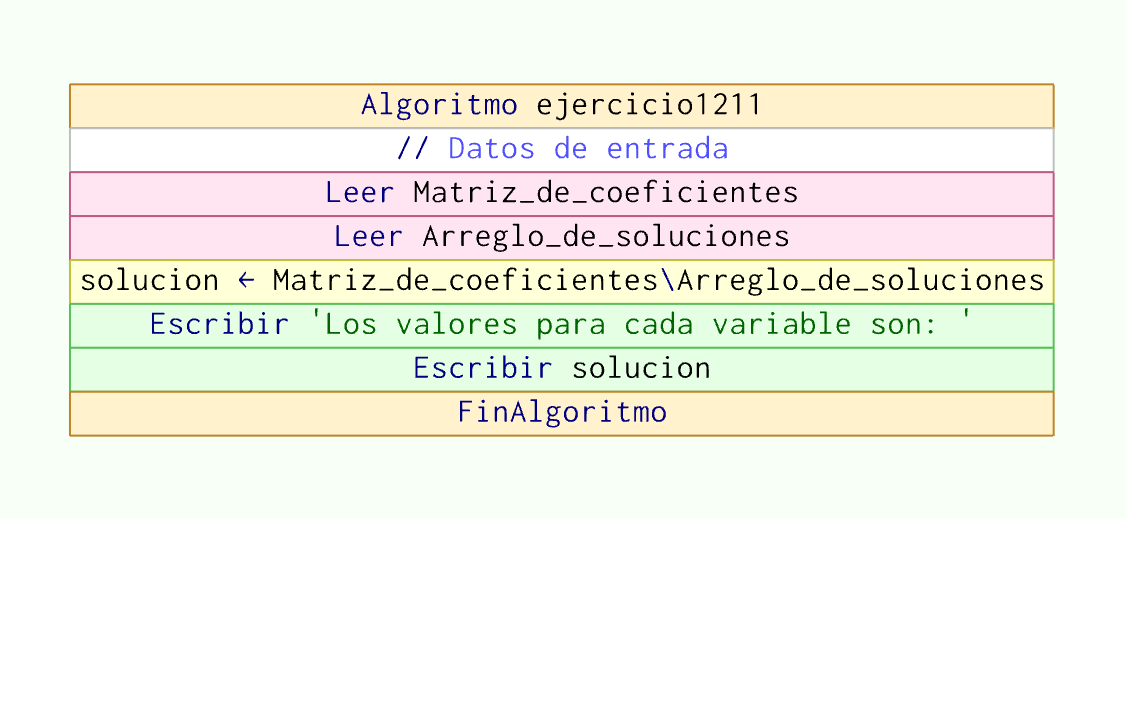 Algoritmo ejercicio1211
// Datos de entrada
Leer Matriz_de_coeficientes
Leer Arreglo_de_soluciones
solucion ← Matriz_de_coeficientes\Arreglo_de_soluciones
Escribir 'Los valores para cada variable son: '
Escribir solucion
FinAlgoritmo